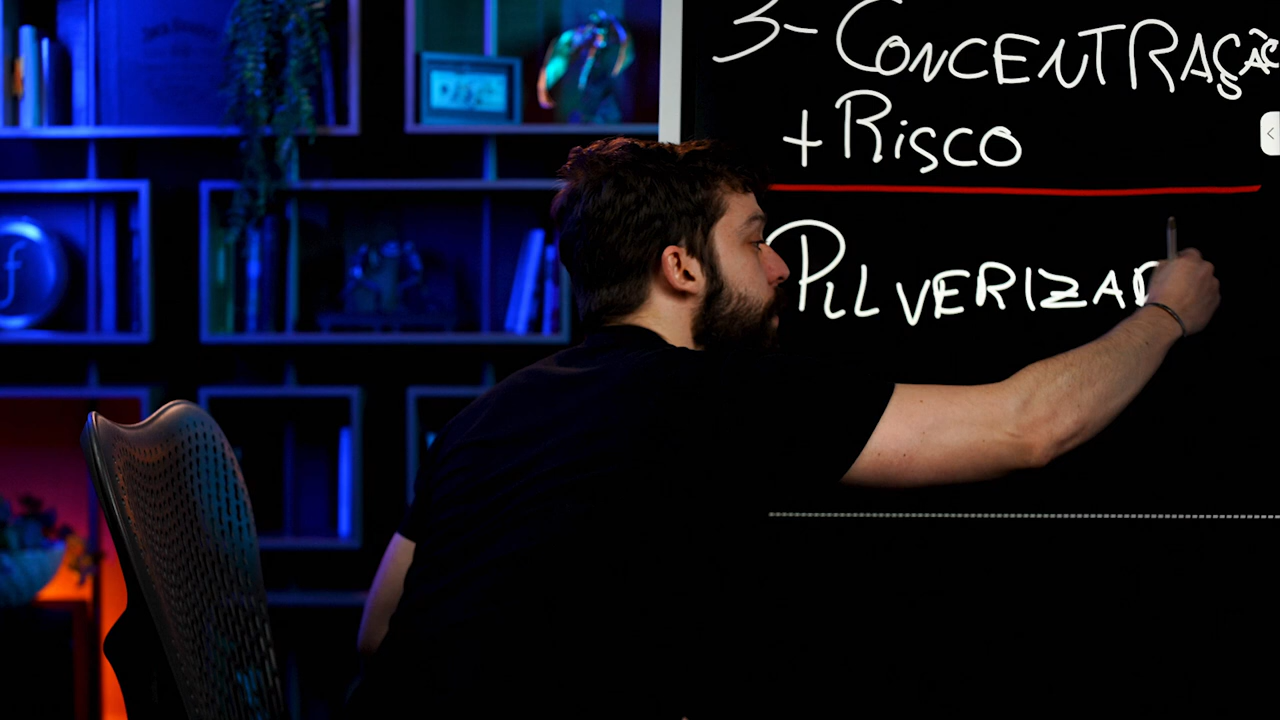 3- CONCENTRAÇÃO
+ RISCO
PULVERIZAD